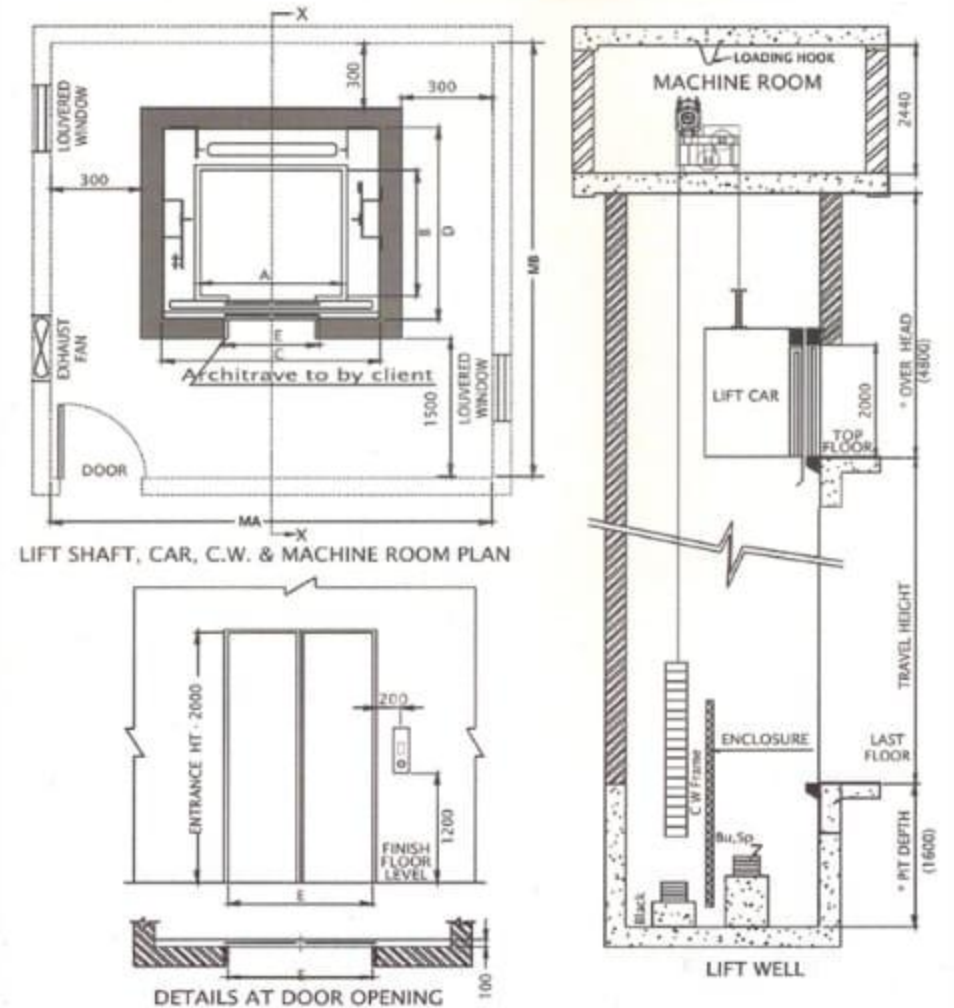 X
300
300
LOUVERED
WINDOW
300
B
D
A
MB
E
C
EXHAUST
FAN
Architrave to by client
1500
LOUVERED
WINDOW
DOOR
MA
X
LIFT SHAFT, CAR, C.W. & MACHINE ROOM PLAN
ENTRANCE HT - 2000
200
1200
FINISH
FLOOR
LEVEL
E
E
100
DETAILS AT DOOR OPENING
LOADING HOOK
MACHINE ROOM
2440
LIFT CAR
2000
TOP
FLOOR
* OVER HEAD
(4800)
TRAVEL HEIGHT
ENCLOSURE
LAST
FLOOR
C W Frame
Bu,Sp
Black
* PIT DEPTH
(1600)
LIFT WELL